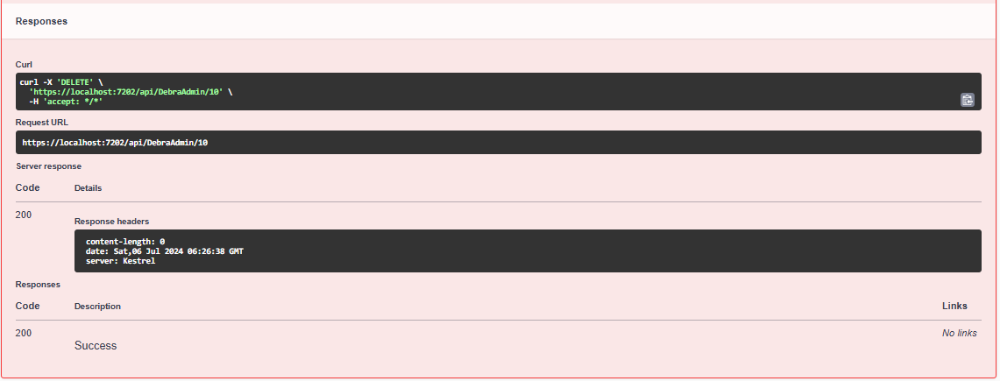 Responses
Curl
curl -X 'DELETE' \
'https://localhost:7202/api/DebraAdmin/10' \
-H 'accept: */*'
Request URL
https://localhost:7202/api/DebraAdmin/10
Server response
Code Details
200
Response headers
content-length: 0
date: Sat,06 Jul 2024 06:26:38 GMT
server: Kestrel
Responses
Code Description Links
200 No links
Success